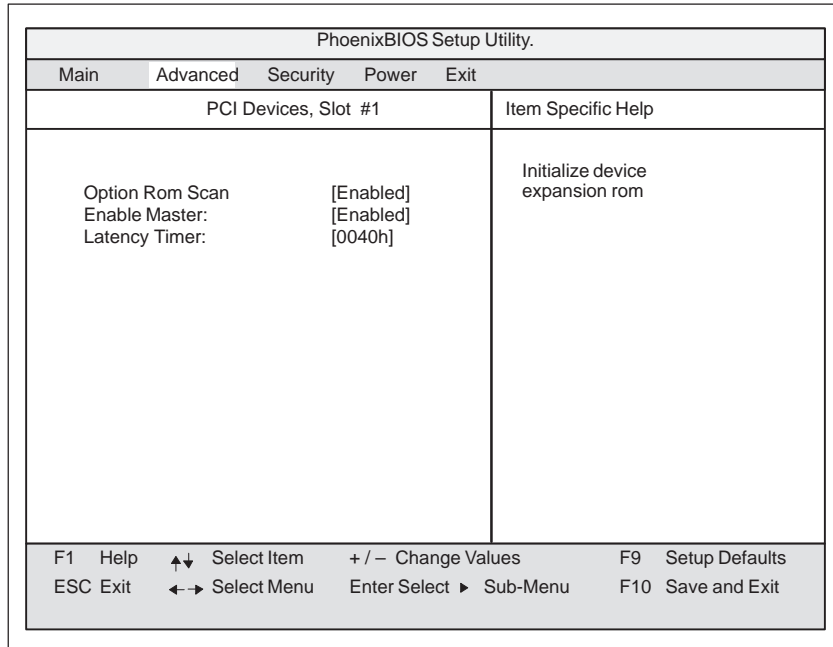 PhoenixBIOS Setup Utility.
Main Advanced Security Power Exit
PCI Devices, Slot #1
Item Specific Help
Option Rom Scan [Enabled]
Enable Master: [Enabled]
Latency Timer: [0040h]
Initialize device
expansion rom
F1 Help Select Item + / – Change Values F9 Setup Defaults
ESC Exit Select Menu Enter Select Sub-Menu F10 Save and Exit